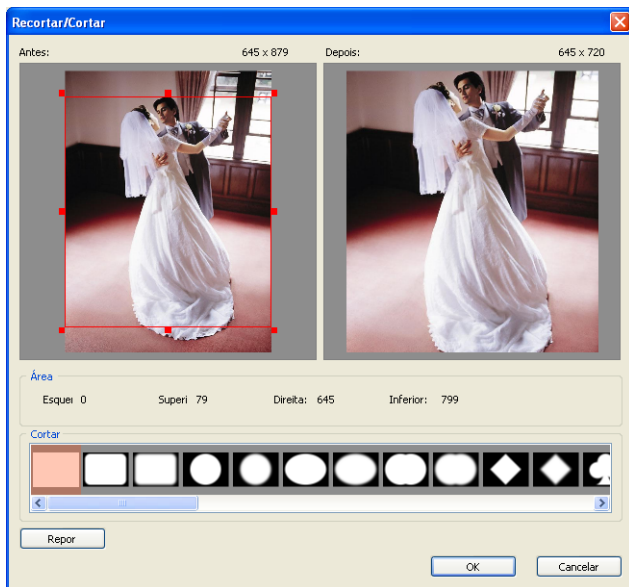 Recortar/Cortar
Antes: 645 x 879 Depois: 645 x 720
Área
Esquei 0 Superi 79 Direita: 645 Inferior: 799
Cortar
Repor
OK Cancelar